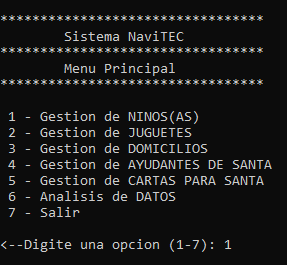 *********************************
Sistema NaviTEC
*********************************
Menu Principal
*********************************
1 - Gestion de NINOS(AS)
2 - Gestion de JUGUETES
3 - Gestion de DOMICILIOS
4 - Gestion de AYUDANTES DE SANTA
5 - Gestion de CARTAS PARA SANTA
6 - Analisis de DATOS
7 - Salir
<--Digite una opcion (1-7): 1